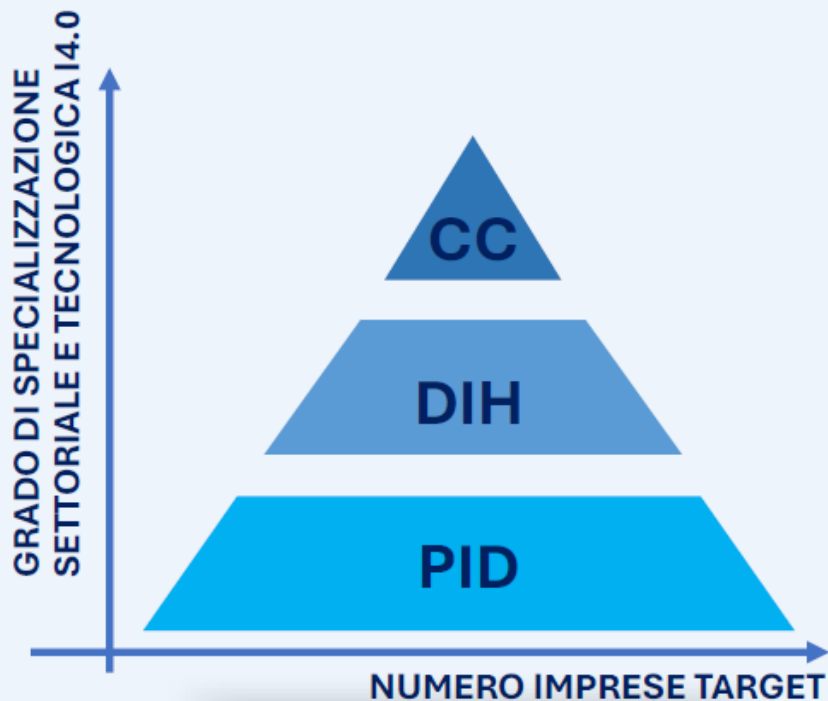 GRADO DI SPECIALIZZAZIONE
SETTORIALE E TECNOLOGICA I4.0
CC
DIH
PID
NUMERO IMPRESE TARGET